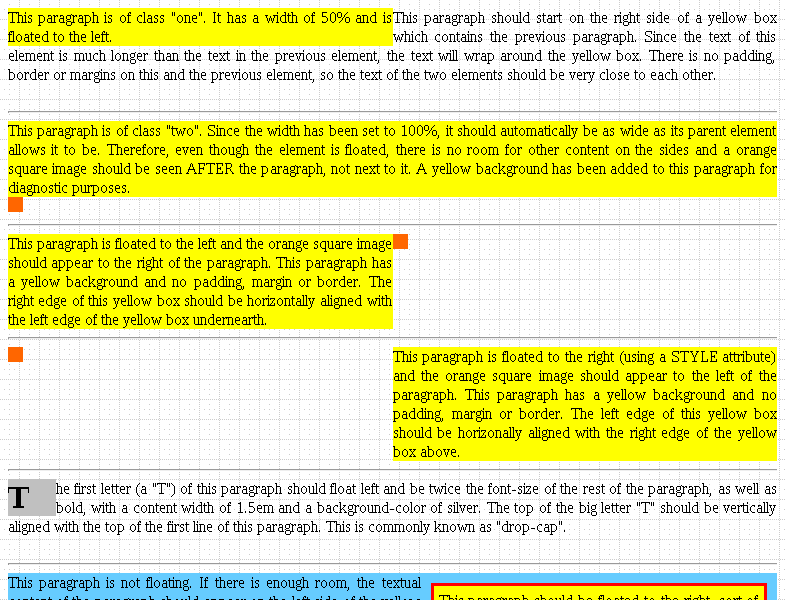 This paragraph is of class "one". It has a width of 50% and is
floated to the left.
This paragraph should start on the right side of a yellow box
which contains the previous paragraph. Since the text of this
element is much longer than the text in the previous element, the text will wrap around the yellow box. There is no padding,
border or margins on this and the previous element, so the text of the two elements should be very close to each other.
This paragraph is of class "two". Since the width has been set to 100%, it should automatically be as wide as its parent element
allows it to be. Therefore, even though the element is floated, there is no room for other content on the sides and a orange
square image should be seen AFTER the paragraph, not next to it. A yellow background has been added to this paragraph for
diagnostic purposes.
This paragraph is floated to the left and the orange square image
should appear to the right of the paragraph. This paragraph has
a yellow background and no padding, margin or border. The
right edge of this yellow box should be horizontally aligned with
the left edge of the yellow box undernearth.
This paragraph is floated to the right (using a STYLE attribute)
and the orange square image should appear to the left of the
paragraph. This paragraph has a yellow background and no
padding, margin or border. The left edge of this yellow box
should be horizonally aligned with the right edge of the yellow
box above.
The first letter (a "T") of this paragraph should float left and be twice the font-size of the rest of the paragraph, as well as
bold, with a content width of 1.5em and a background-color of silver. The top of the big letter "T" should be vertically
aligned with the top of the first line of this paragraph. This is commonly known as "drop-cap".
This paragraph is not floating. If there is enough room, the textual
content of the paragraph should appear on the left side of the yellow
This paragraph should be floated to the right, sort of